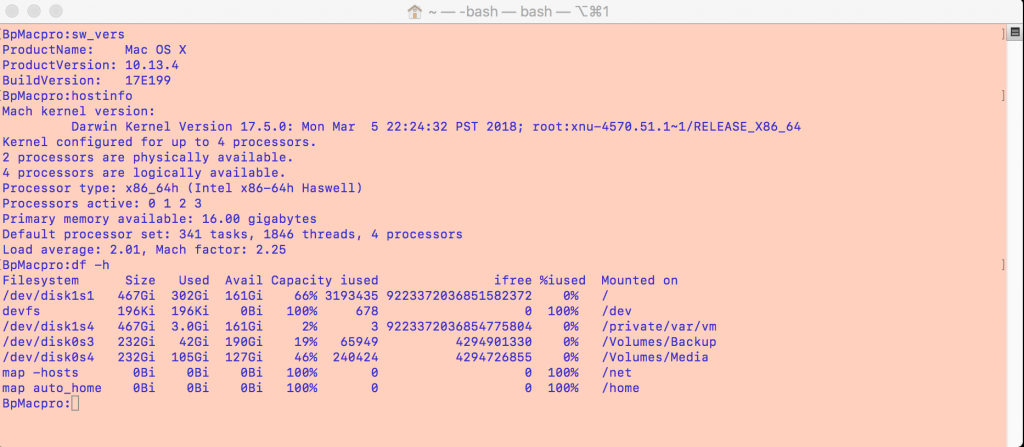 ~ — -bash — bash — ⌥⌘1
[BpMacpro:sw_vers ]
ProductName:    Mac OS X
ProductVersion: 10.13.4
BuildVersion:   17E199
[BpMacpro:hostinfo ]
Mach kernel version:
         Darwin Kernel Version 17.5.0: Mon Mar  5 22:24:32 PST 2018; root:xnu-4570.51.1~1/RELEASE_X86_64
Kernel configured for up to 4 processors.
2 processors are physically available.
4 processors are logically available.
Processor type: x86_64h (Intel x86-64h Haswell)
Processors active: 0 1 2 3
Primary memory available: 16.00 gigabytes
Default processor set: 341 tasks, 1846 threads, 4 processors
Load average: 2.01, Mach factor: 2.25
[BpMacpro:df -h ]
Filesystem      Size   Used  Avail Capacity iused               ifree %iused  Mounted on
/dev/disk1s1   467Gi  302Gi  161Gi    66% 3193435 9223372036851582372    0%   /
devfs          196Ki  196Ki    0Bi   100%     678                   0  100%   /dev
/dev/disk1s4   467Gi  3.0Gi  161Gi     2%       3 9223372036854775804    0%   /private/var/vm
/dev/disk0s3   232Gi   42Gi  190Gi    19%   65949          4294901330    0%   /Volumes/Backup
/dev/disk0s4   232Gi  105Gi  127Gi    46%  240424          4294726855    0%   /Volumes/Media
map -hosts       0Bi    0Bi    0Bi   100%       0                   0  100%   /net
map auto_home    0Bi    0Bi    0Bi   100%       0                   0  100%   /home
BpMacpro: